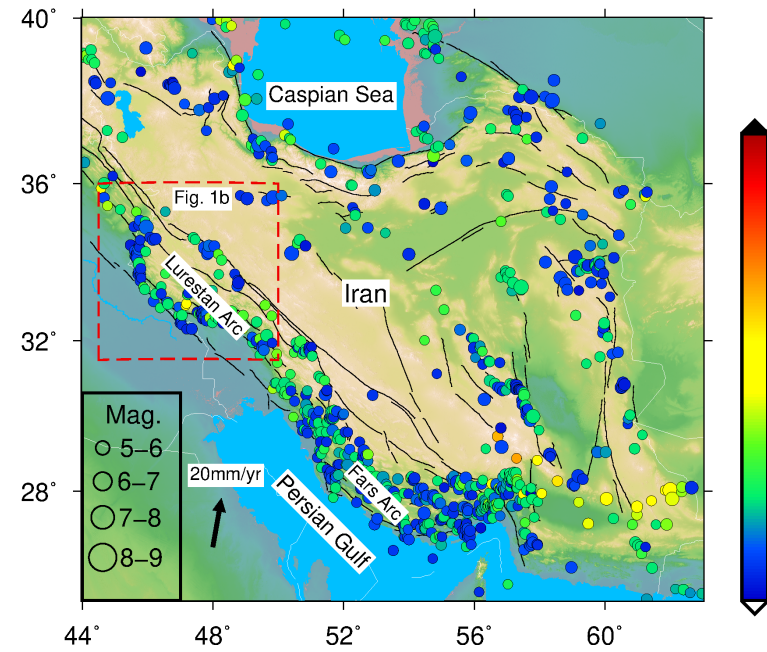 40°
Caspian Sea
36°
Fig. 1b
Lurestan Arc
Iran
32°
Mag.
5–6
6–7
7–8
8–9
20mm/yr
Fars Arc
Persian Gulf
28°
44°
48°
52°
56°
60°